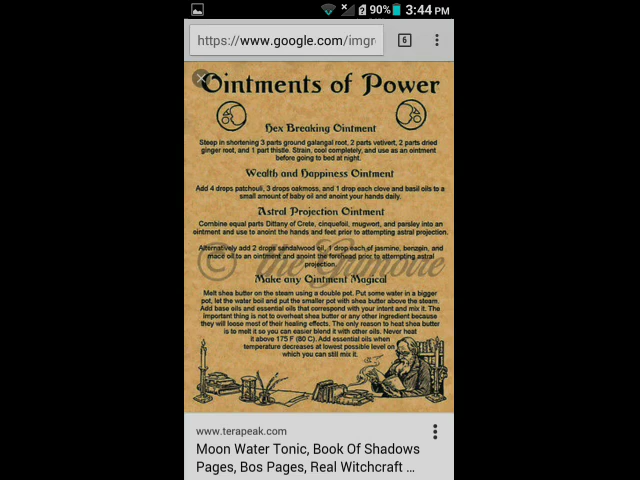 90% 3:44 PM
https://www.google.com/imgr
6
Ointments of Power
Hex Breaking Ointment
Steep in shortening 3 parts ground galangal root, 2 parts vetivert, 2 parts dried
ginger root, and 1 part thistle. Strain, cool completely, and use as an ointment
before going to bed at night.
Wealth and Happiness Ointment
Add 4 drops patchouli, 3 drops oakmoss, and 1 drop each clove and basil oils to a
small amount of baby oil and anoint your hands daily.
Astral Projection Ointment
Combine equal parts Dittany of Crete, cinquefoil, mugwort, and parsley into an
ointment and use to anoint the hands and feet prior to attempting astral projection.
Alternatively add 2 drops sandalwood oil, 1 drop each of jasmine, benzoin, and
mace oil to an ointment and anoint the forehead prior to attempting astral
projection.
© the Grimoire
Make any Ointment Magical
Melt shea butter on the steam using a double pot. Put some water in a bigger
pot, let the water boil and put the smaller pot with shea butter above the steam.
Add base oils and essential oils that correspond with your intent and mix it. The
important thing is not to overheat shea butter or any other ingredient because
they will loose most of their healing effects. The only reason to heat shea butter
is to melt it so you can easier blend it with other oils. Never heat
it above 175 F (80 C). Add essential oils when
temperature decreases at lowest possible level on
which you can still mix it.
www.terapeak.com
Moon Water Tonic, Book Of Shadows
Pages, Bos Pages, Real Witchcraft ...